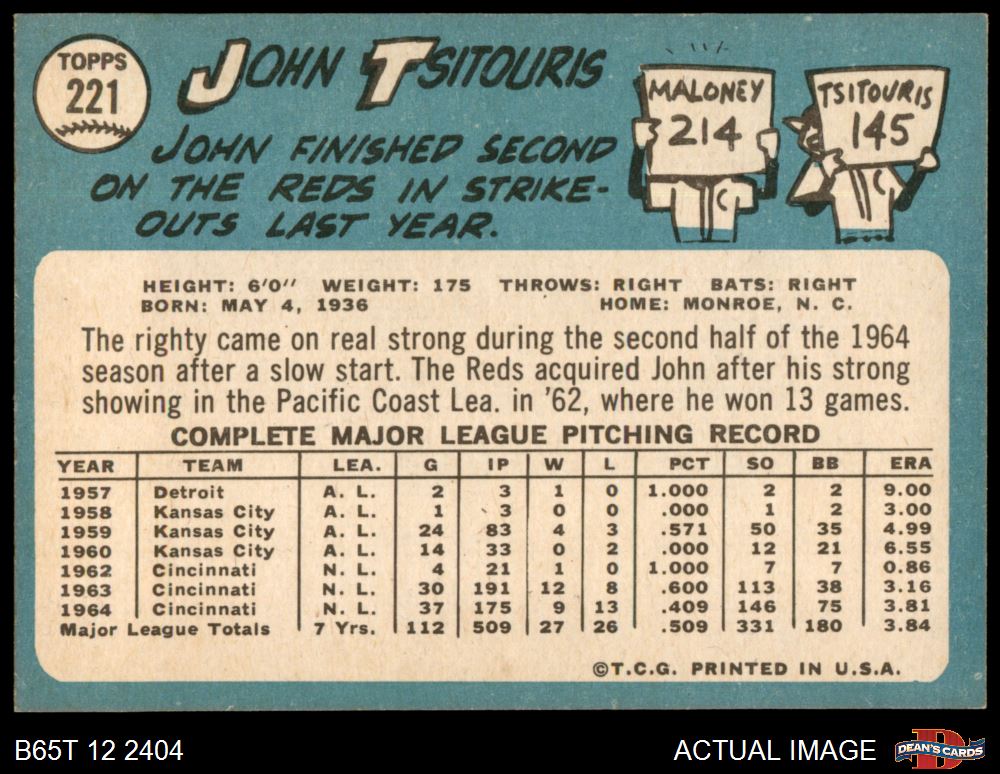 TOPPS
221
JOHN TSITOURIS
JOHN FINISHED SECOND
ON THE REDS IN STRIKE-
OUTS LAST YEAR.
MALONEY
214
TSITOURIS
145
C
C
HEIGHT: 6'0" WEIGHT: 175 THROWS: RIGHT BATS: RIGHT
BORN: MAY 4, 1936 HOME: MONROE, N. C.
The righty came on real strong during the second half of the 1964
season after a slow start. The Reds acquired John after his strong
showing in the Pacific Coast Lea. in '62, where he won 13 games.
COMPLETE MAJOR LEAGUE PITCHING RECORD
YEAR TEAM LEA. G IP W L PCT SO BB ERA
1957 Detroit A. L. 2 3 1 0 1.000 2 2 9.00
1958 Kansas City A. L. 1 3 0 0 .000 1 2 3.00
1959 Kansas City A. L. 24 83 4 3 .571 50 35 4.99
1960 Kansas City A. L. 14 33 0 2 .000 12 21 6.55
1962 Cincinnati N. L. 4 21 1 0 1.000 7 7 0.86
1963 Cincinnati N. L. 30 191 12 8 .600 113 38 3.16
1964 Cincinnati N. L. 37 175 9 13 .409 146 75 3.81
Major League Totals 7 Yrs. 112 509 27 26 .509 331 180 3.84
©T.C.G. PRINTED IN U.S.A.
B65T 12 2404
ACTUAL IMAGE
D
DEAN'S CARDS